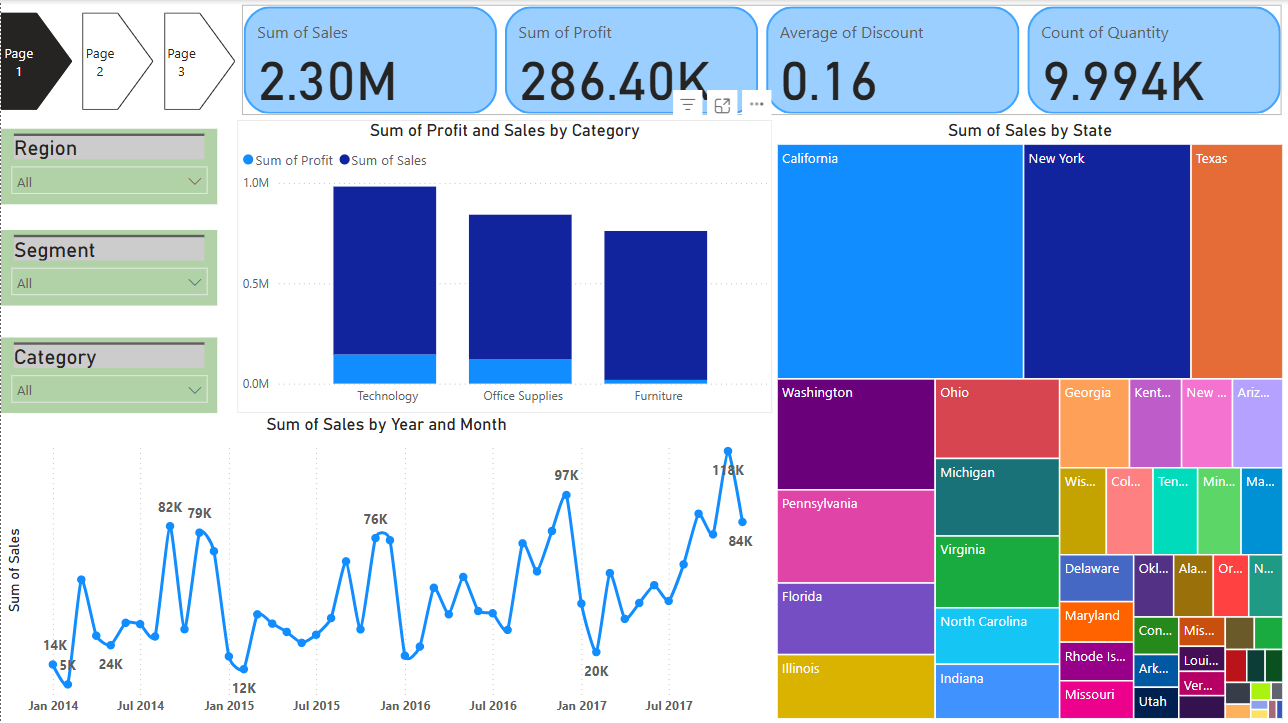 Page
1
Page
2
Page
3
Sum of Sales
2.30M
Sum of Profit
286.40K
Average of Discount
0.16
Count of Quantity
9.994K
Region
All
Segment
All
Category
All
Sum of Profit and Sales by Category
Sum of Profit Sum of Sales
1.0M
0.5M
0.0M
Technology Office Supplies Furniture
Sum of Sales by Year and Month
Sum of Sales
14K
5K
24K
82K
79K
12K
76K
97K
20K
118K
84K
Jan 2014 Jul 2014 Jan 2015 Jul 2015 Jan 2016 Jul 2016 Jan 2017 Jul 2017
Sum of Sales by State
California
New York
Texas
Washington
Pennsylvania
Florida
Illinois
Ohio
Michigan
Virginia
North Carolina
Indiana
Georgia
Kent...
New ...
Ariz...
Wis...
Col...
Ten...
Min...
Ma...
Delaware
Maryland
Rhode Is...
Missouri
Okl...
Ala...
Or...
N...
Con...
Ark...
Utah
Mis...
Loui...
Ver...